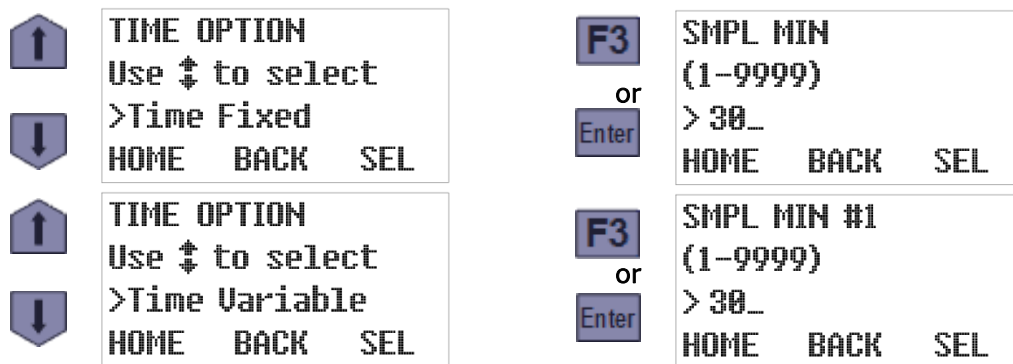 TIME OPTION
Use ↕ to select
>Time Fixed
HOME BACK SEL
F3
or
Enter
SMPL MIN
(1-9999)
> 30_
HOME BACK SEL
TIME OPTION
Use ↕ to select
>Time Variable
HOME BACK SEL
F3
or
Enter
SMPL MIN #1
(1-9999)
> 30_
HOME BACK SEL